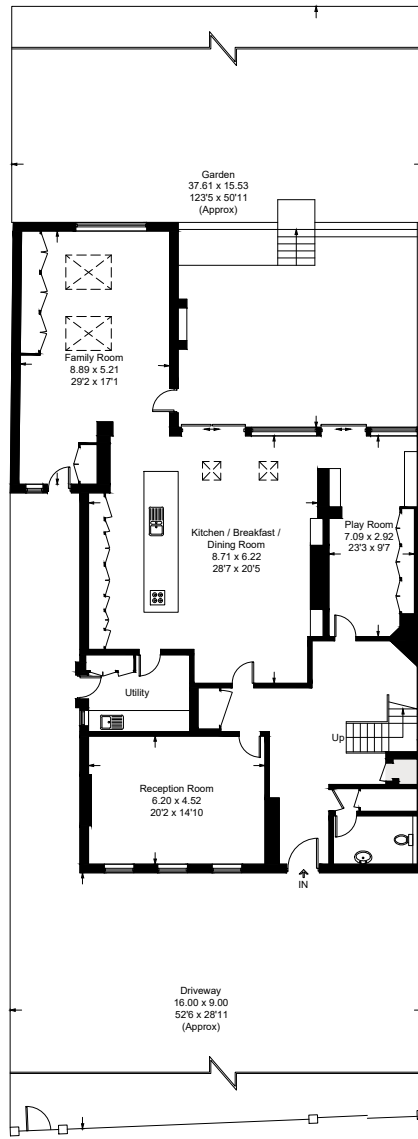 Garden
37.61 x 15.53
123'5 x 50'11
(Approx)
Family Room
8.89 x 5.21
29'2 x 17'1
Kitchen / Breakfast /
Dining Room
8.71 x 6.22
28'7 x 20'5
Play Room
7.09 x 2.92
23'3 x 9'7
Utility
Up
Reception Room
6.20 x 4.52
20'2 x 14'10
IN
Driveway
16.00 x 9.00
52'6 x 28'11
(Approx)